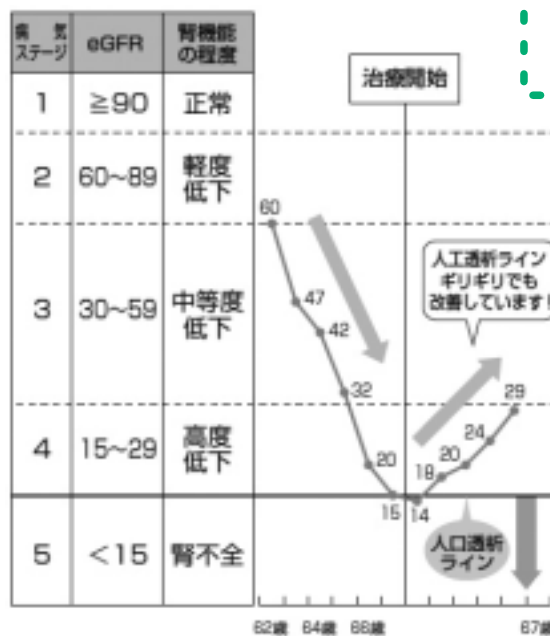 病　気
ステージ
eGFR
腎機能
の程度
1
≧90
正常
2
60~89
軽度
低下
3
30~59
中等度
低下
4
15~29
高度
低下
5
<15
腎不全
治療開始
60
47
42
32
20
15
14
18
20
24
29
人工透析ライン
ギリギリでも
改善しています!
人口透析
ライン
62歳
64歳
66歳
67歳